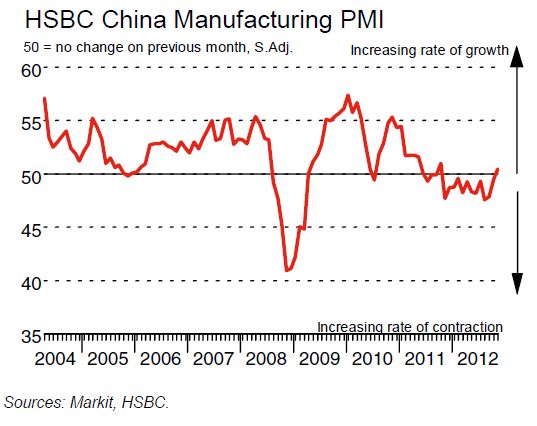 HSBC China Manufacturing PMI
50 = no change on previous month, S.Adj.
Increasing rate of growth
60
55
50
45
40
35
Increasing rate of contraction
2004 2005 2006 2007 2008 2009 2010 2011 2012
Sources: Markit, HSBC.